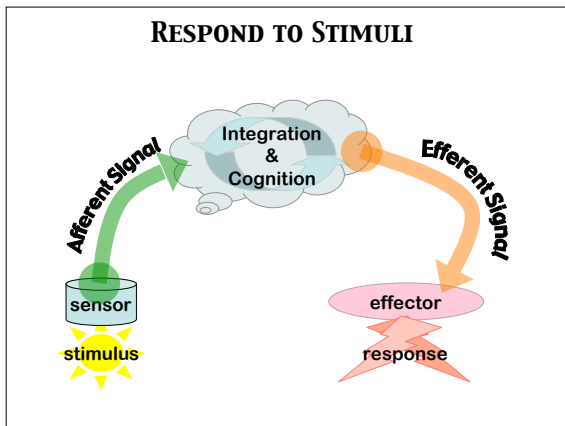 RESPOND TO STIMULI
Integration
&
Cognition
Afferent Signal
Efferent Signal
sensor
stimulus
effector
response